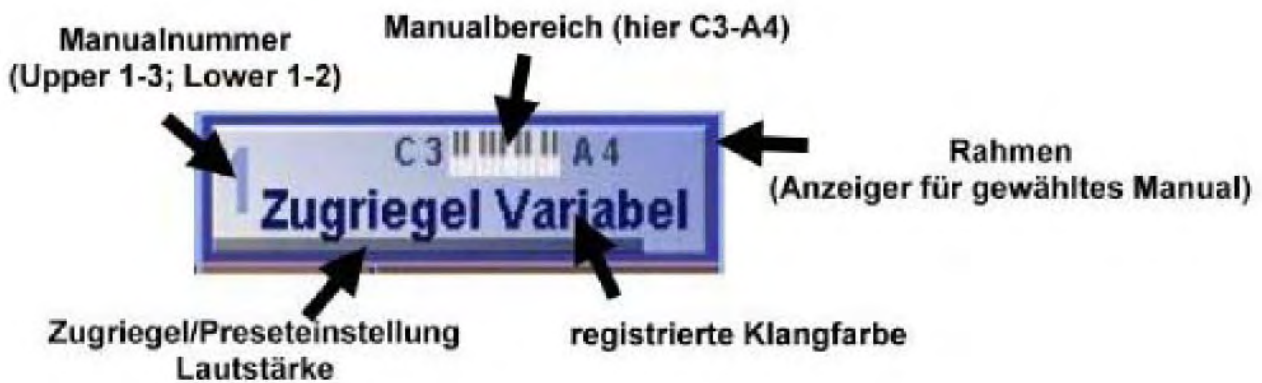 Manualnummer
(Upper 1-3; Lower 1-2)
Manualbereich (hier C3-A4)
C3 A4
1
Zugriegel Variabel
Rahmen
(Anzeiger für gewähltes Manual)
Zugriegel/Preseteinstellung
Lautstärke
registrierte Klangfarbe